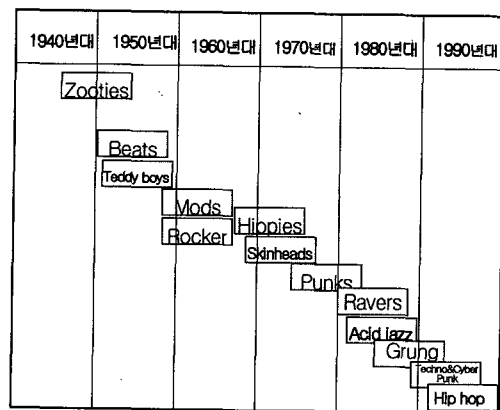 1940년대 1950년대 1960년대 1970년대 1980년대 1990년대
Zooties
Beats
Teddy boys
Mods
Hippies
Rocker
Skinheads
Punks
Ravers
Acid jazz
Grung
Techno&Cyber
Punk
Hip hop